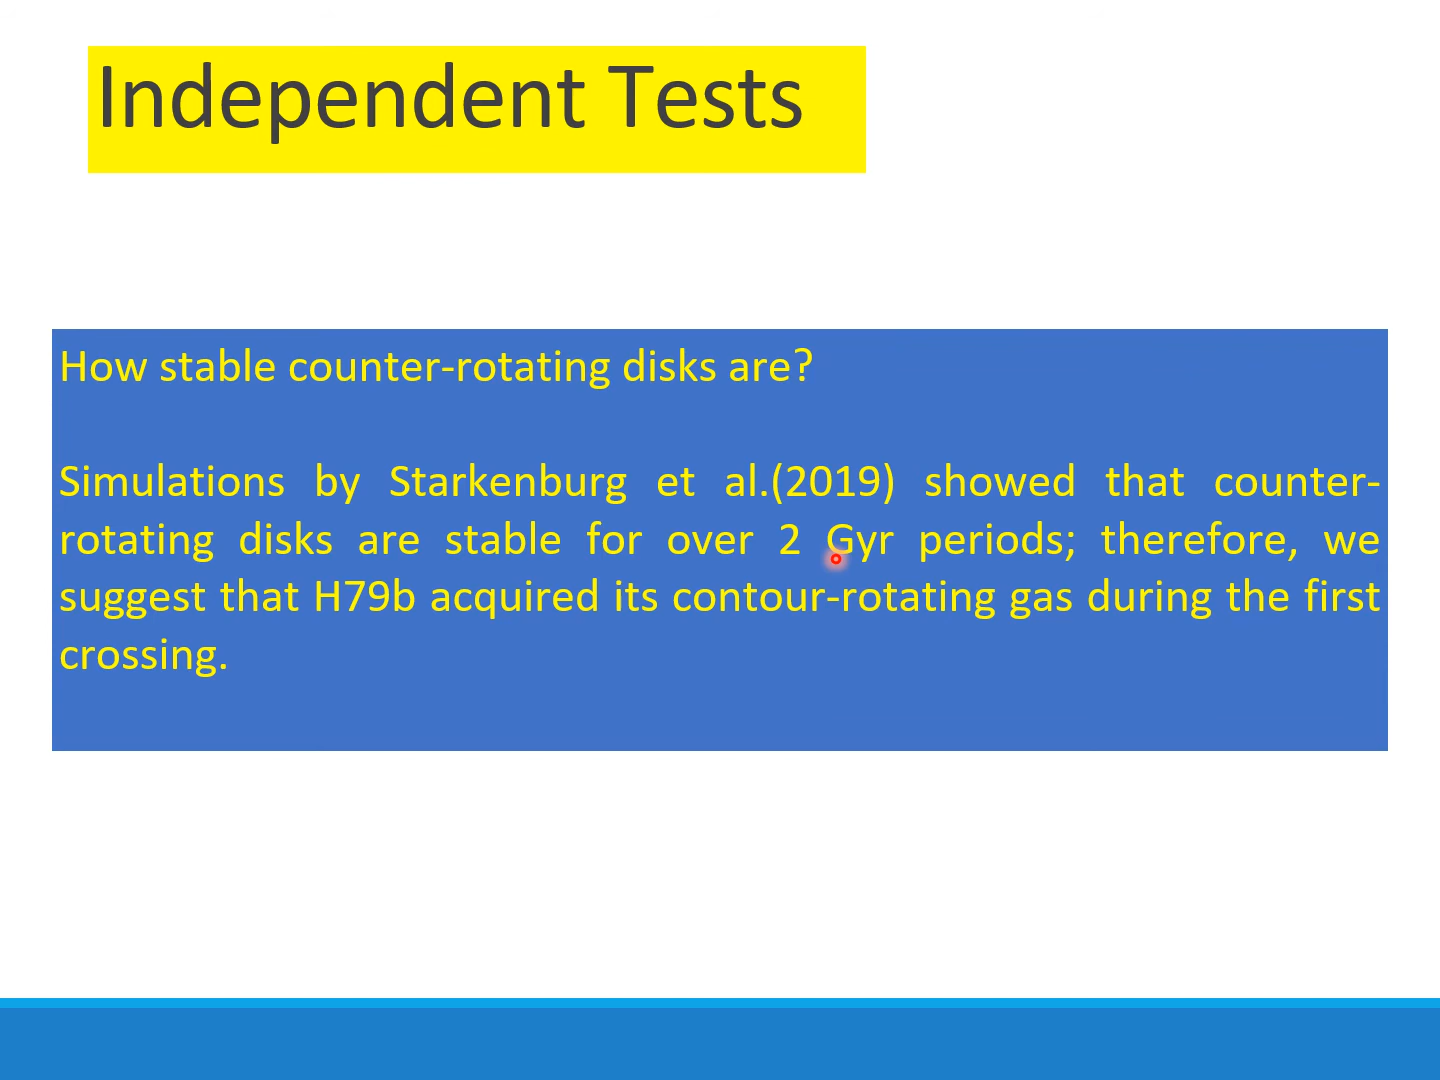 Independent Tests
How stable counter-rotating disks are?
Simulations by Starkenburg et al.(2019) showed that counter-
rotating disks are stable for over 2 Gyr periods; therefore, we
suggest that H79b acquired its contour-rotating gas during the first
crossing.